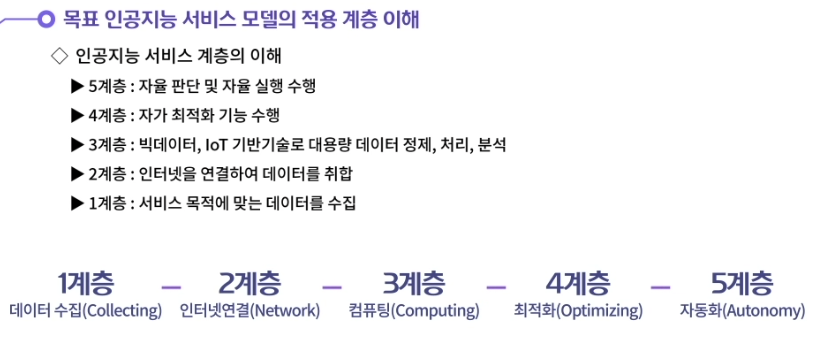 목표 인공지능 서비스 모델의 적용 계층 이해
◇ 인공지능 서비스 계층의 이해
▶ 5계층 : 자율 판단 및 자율 실행 수행
▶ 4계층 : 자가 최적화 기능 수행
▶ 3계층 : 빅데이터, IoT 기반기술로 대용량 데이터 정제, 처리, 분석
▶ 2계층 : 인터넷을 연결하여 데이터를 취합
▶ 1계층 : 서비스 목적에 맞는 데이터를 수집
1계층 – 2계층 – 3계층 – 4계층 – 5계층
데이터 수집(Collecting) 인터넷연결(Network) 컴퓨팅(Computing) 최적화(Optimizing) 자동화(Autonomy)